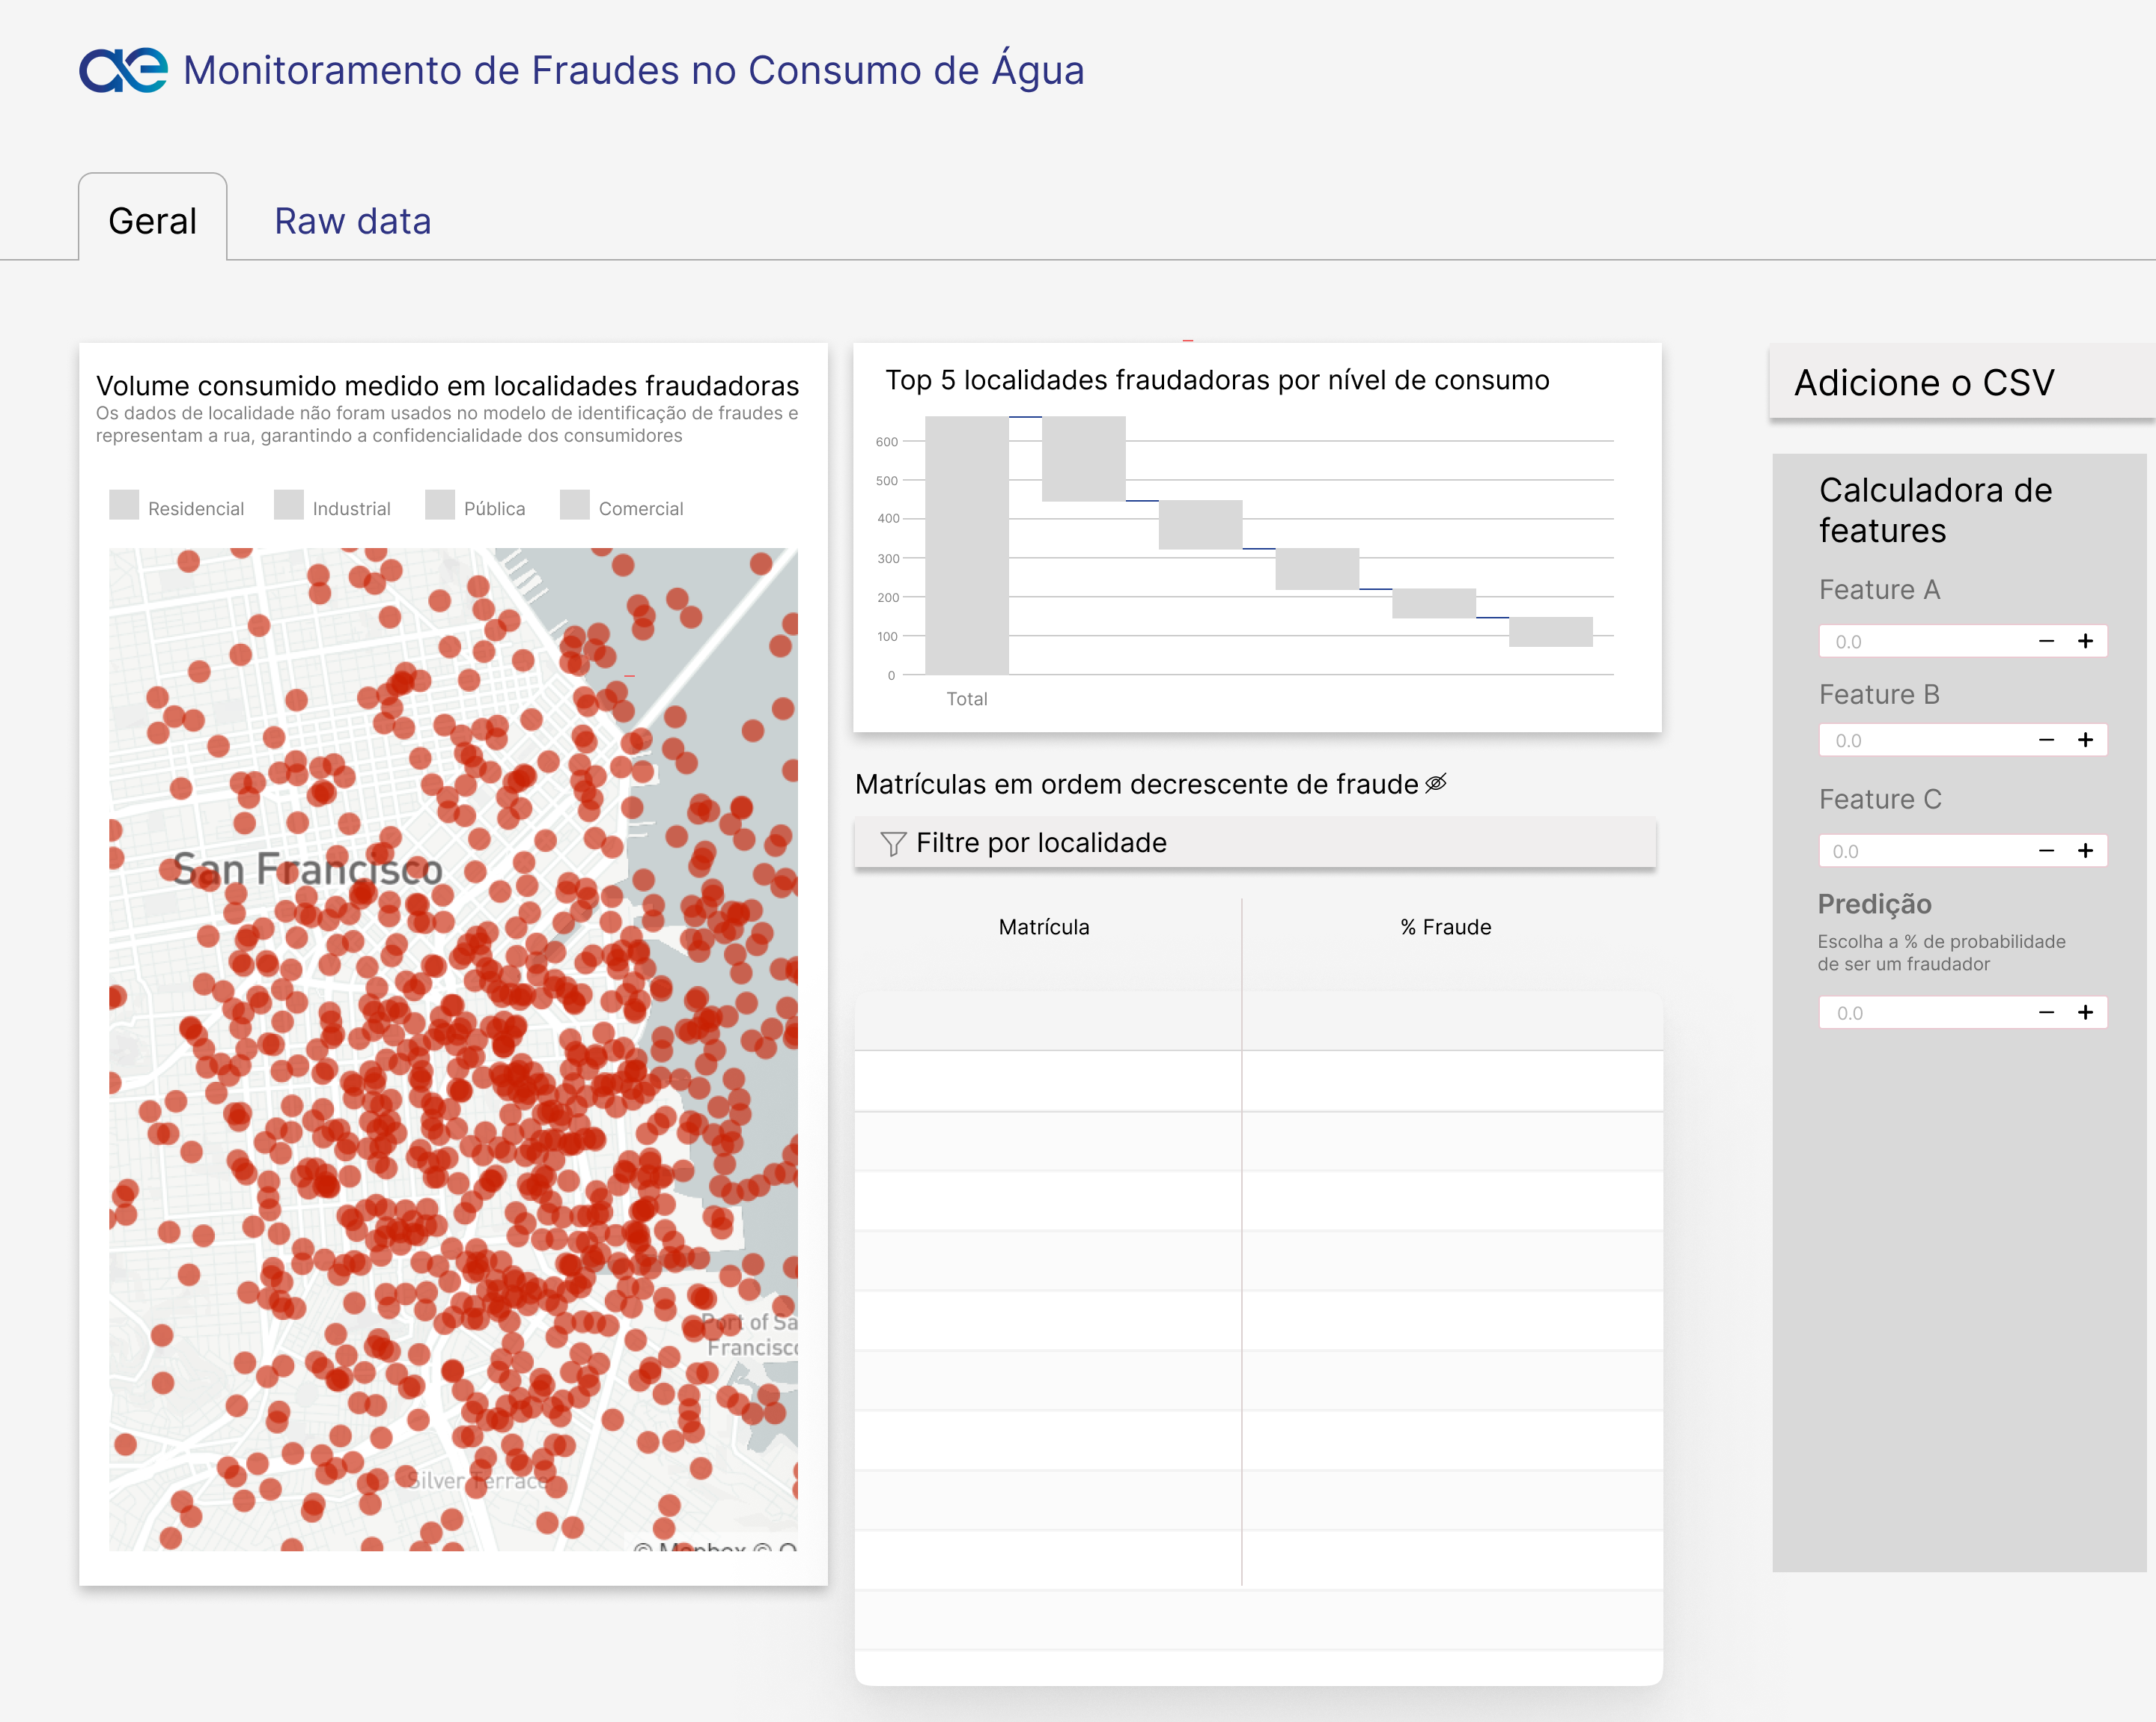 ae Monitoramento de Fraudes no Consumo de Água
Geral
Raw data
Volume consumido medido em localidades fraudadoras
Os dados de localidade não foram usados no modelo de identificação de fraudes e
representam a rua, garantindo a confidencialidade dos consumidores
Residencial
Industrial
Pública
Comercial
San Francisco
Port of Sa
Francisco
Silver Terrace
© Mapbox © O
Top 5 localidades fraudadoras por nível de consumo
600
500
400
300
200
100
0
Total
Matrículas em ordem decrescente de fraude
Filtre por localidade
Matrícula
% Fraude
Adicione o CSV
Calculadora de
features
Feature A
0.0 − +
Feature B
0.0 − +
Feature C
0.0 − +
Predição
Escolha a % de probabilidade
de ser um fraudador
0.0 − +